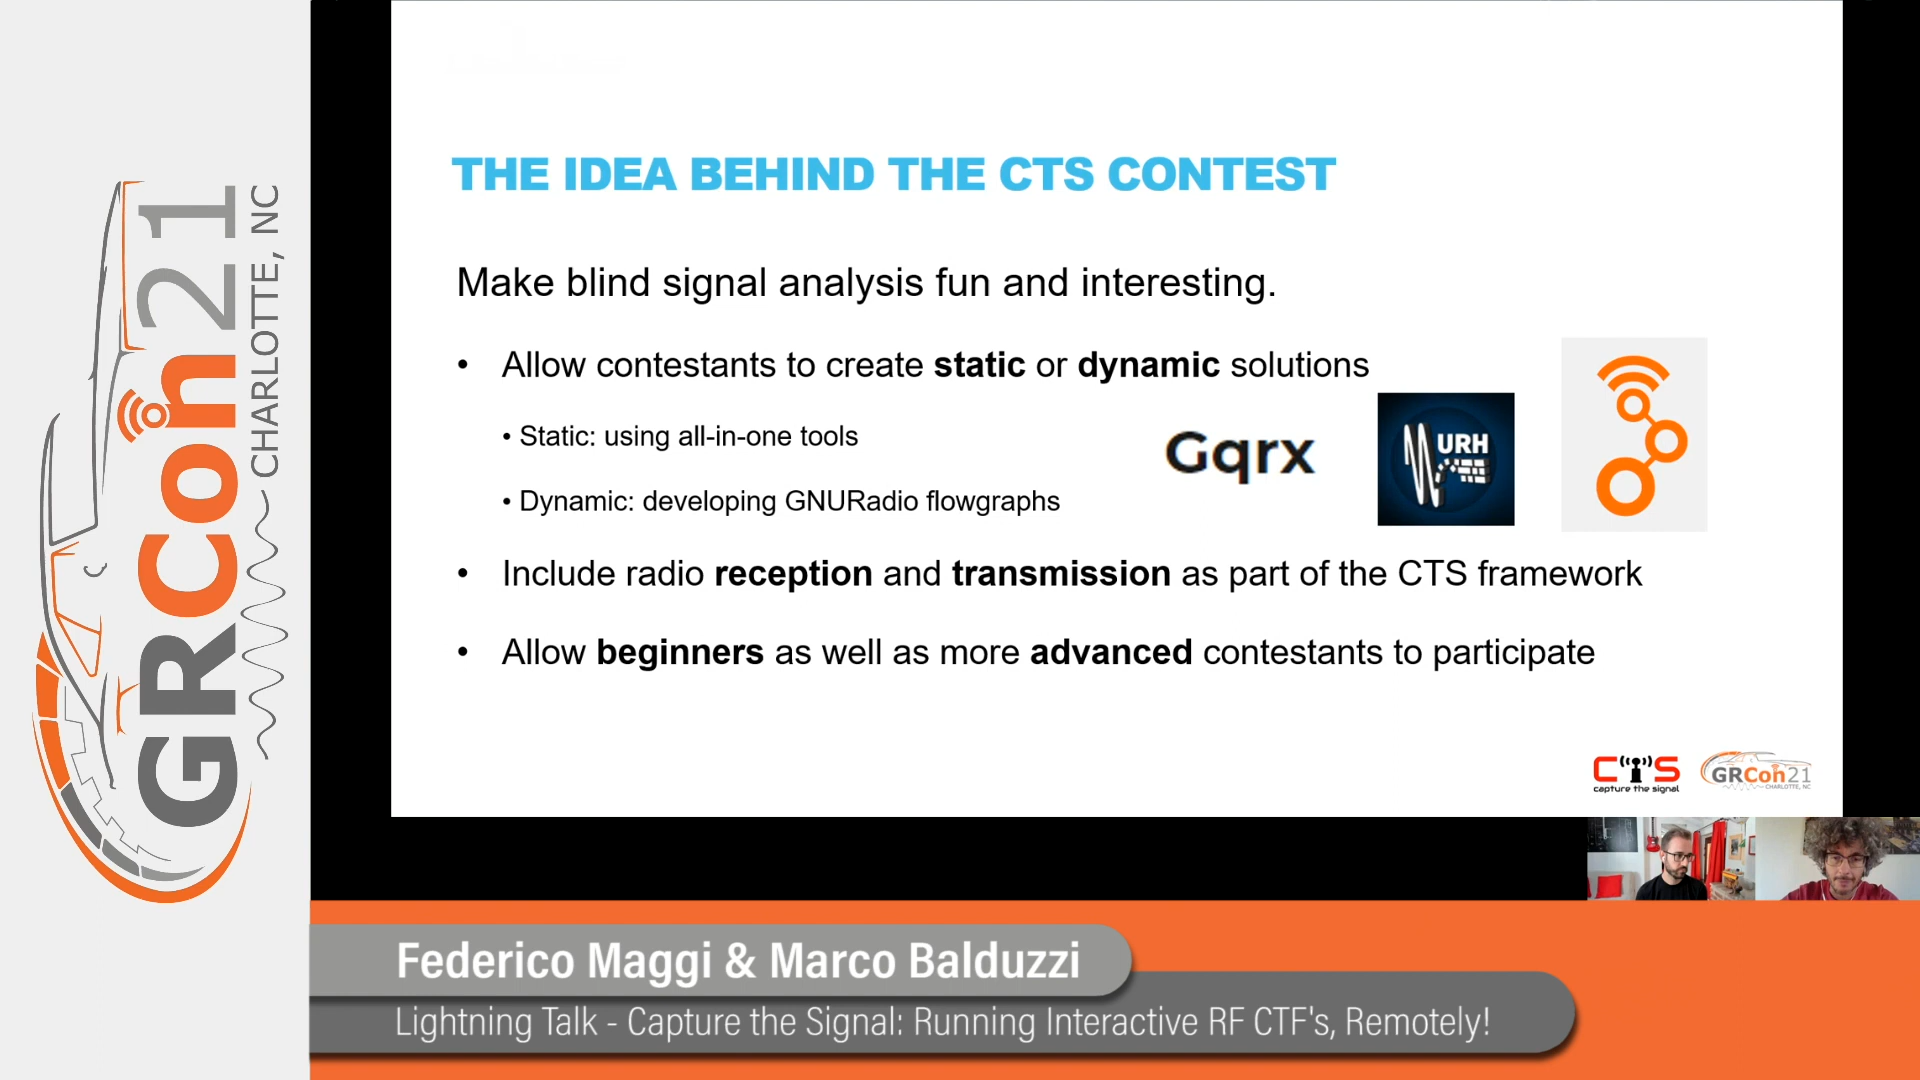 GRCon21
CHARLOTTE, NC
THE IDEA BEHIND THE CTS CONTEST
Make blind signal analysis fun and interesting.
• Allow contestants to create static or dynamic solutions
• Static: using all-in-one tools
• Dynamic: developing GNURadio flowgraphs
Gqrx
URH
• Include radio reception and transmission as part of the CTS framework
• Allow beginners as well as more advanced contestants to participate
CTS
capture the signal
GRCon21
CHARLOTTE, NC
Federico Maggi & Marco Balduzzi
Lightning Talk - Capture the Signal: Running Interactive RF CTF's, Remotely!